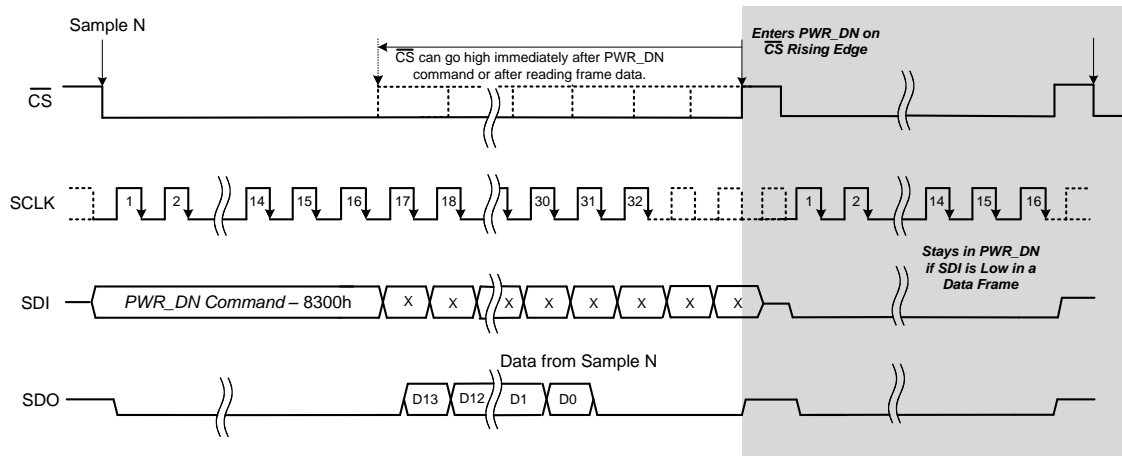 Sample N
Enters PWR_DN on
CS Rising Edge
CS can go high immediately after PWR_DN
command or after reading frame data.
CS
SCLK
1 2 14 15 16 17 18 30 31 32 1 2 14 15 16
Stays in PWR_DN
if SDI is Low in a
Data Frame
SDI
PWR_DN Command – 8300h X X X X X X X X
Data from Sample N
SDO
D13 D12 D1 D0